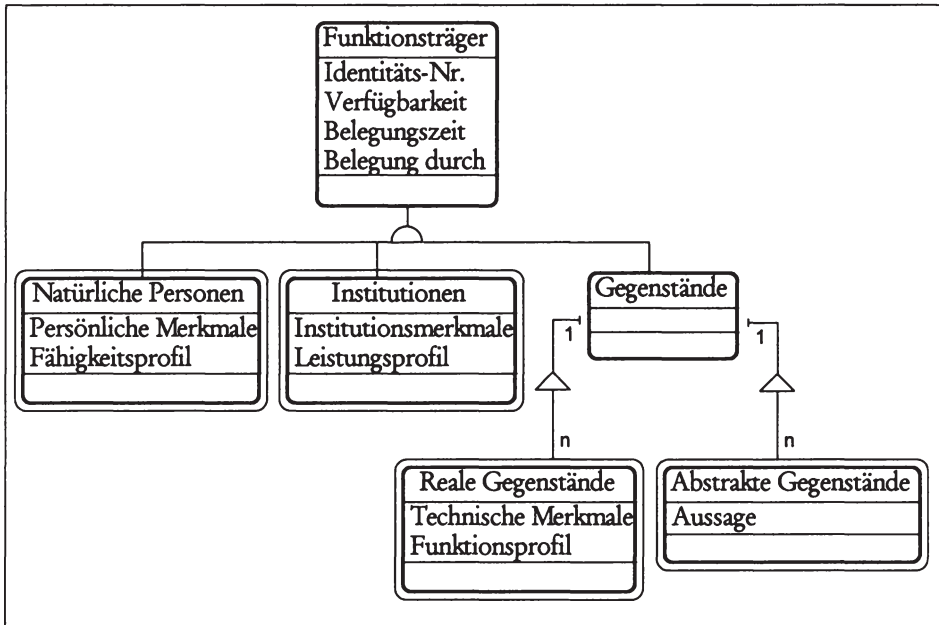 Funktionsträger
Identitäts-Nr.
Verfügbarkeit
Belegungszeit
Belegung durch
Natürliche Personen
Persönliche Merkmale
Fähigkeitsprofil
Institutionen
Institutionsmerkmale
Leistungsprofil
Gegenstände
1
1
n
n
Reale Gegenstände
Technische Merkmale
Funktionsprofil
Abstrakte Gegenstände
Aussage